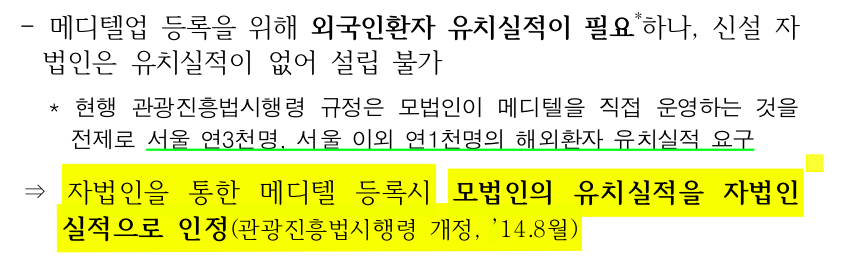 - 메디텔업 등록을 위해 외국인환자 유치실적이 필요*하나, 신설 자
법인은 유치실적이 없어 설립 불가
* 현행 관광진흥법시행령 규정은 모법인이 메디텔을 직접 운영하는 것을
전제로 서울 연3천명, 서울 이외 연1천명의 해외환자 유치실적 요구
⇒ 자법인을 통한 메디텔 등록시 모법인의 유치실적을 자법인
실적으로 인정(관광진흥법시행령 개정, ’14.8월)